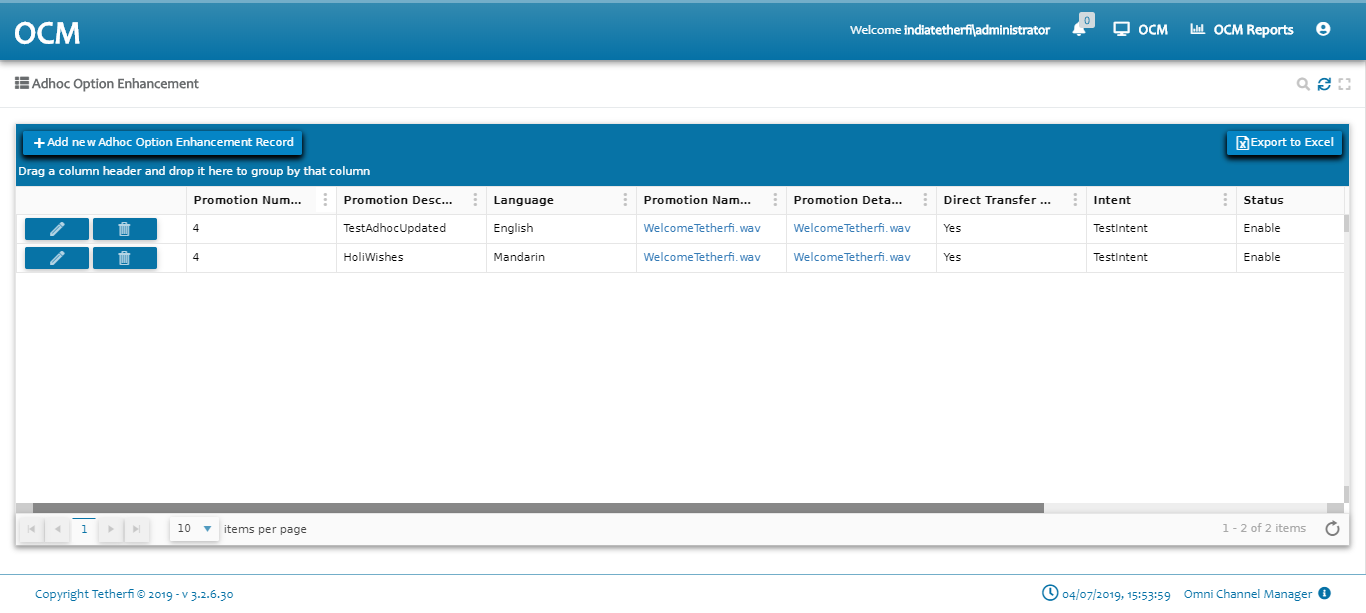 OCM
Welcome indiatetherfi\administrator
0
OCM
OCM Reports
Adhoc Option Enhancement
Add new Adhoc Option Enhancement Record
Export to Excel
Drag a column header and drop it here to group by that column
Promotion Num... Promotion Desc... Language Promotion Nam... Promotion Deta... Direct Transfer ... Intent Status
4 TestAdhocUpdated English WelcomeTetherfi.wav WelcomeTetherfi.wav Yes TestIntent Enable
4 HoliWishes Mandarin WelcomeTetherfi.wav WelcomeTetherfi.wav Yes TestIntent Enable
1 10 items per page 1 - 2 of 2 items
Copyright Tetherfi © 2019 - v 3.2.6.30 04/07/2019, 15:53:59 Omni Channel Manager